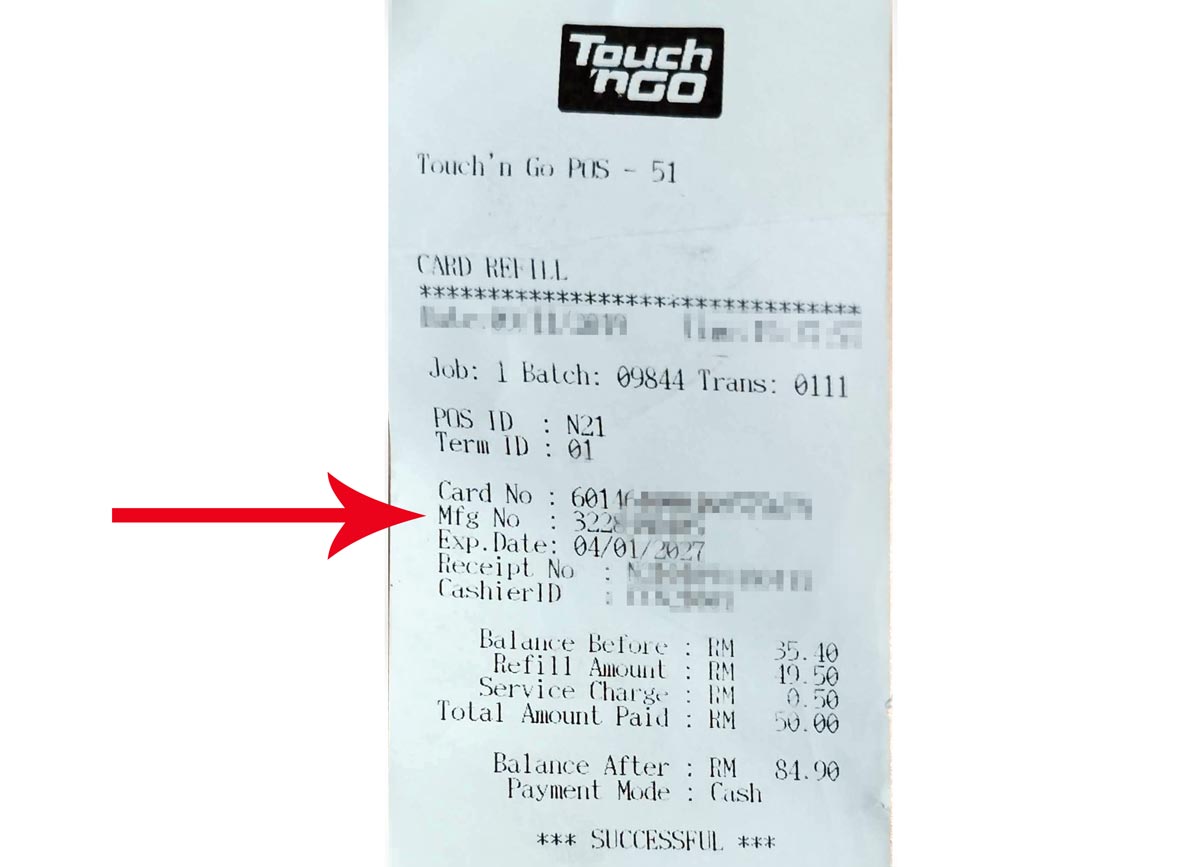 Touch
'nGO
Touch'n Go POS - 51
CARD REFILL
*********************************
Job: 1 Batch: 09844 Trans: 0111
POS ID : N21
Term ID : 01
Card No : 60146
Mfg No : 3228
Exp.Date: 04/01/2027
Receipt No :
CashierID :
Balance Before : RM 35.40
Refill Amount : RM 49.50
Service Charge : RM 0.50
Total Amount Paid : RM 50.00
Balance After : RM 84.90
Payment Mode : Cash
*** SUCCESSFUL ***